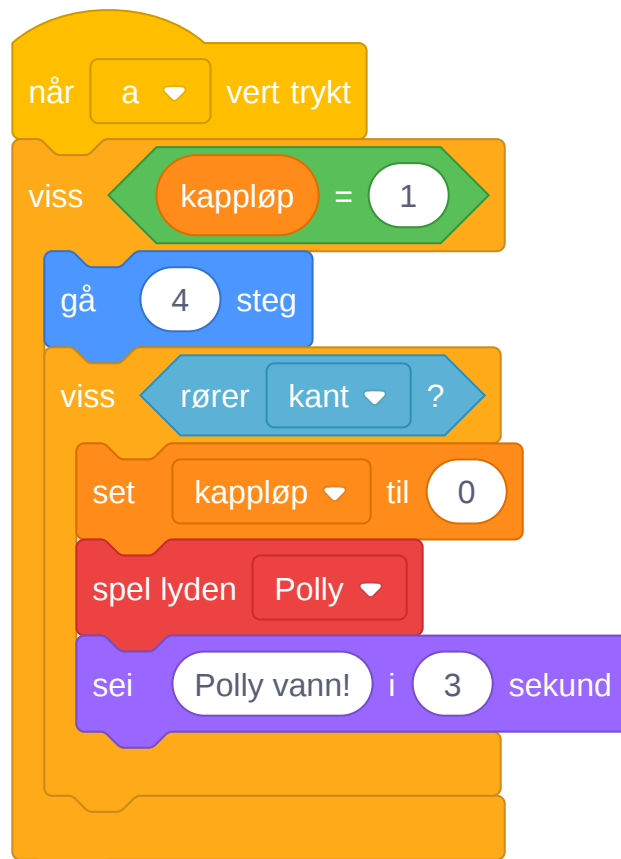 når a vert trykt
viss kappløp = 1
gå 4 steg
viss rører kant ?
set kappløp til 0
spel lyden Polly
sei Polly vann! i 3 sekund